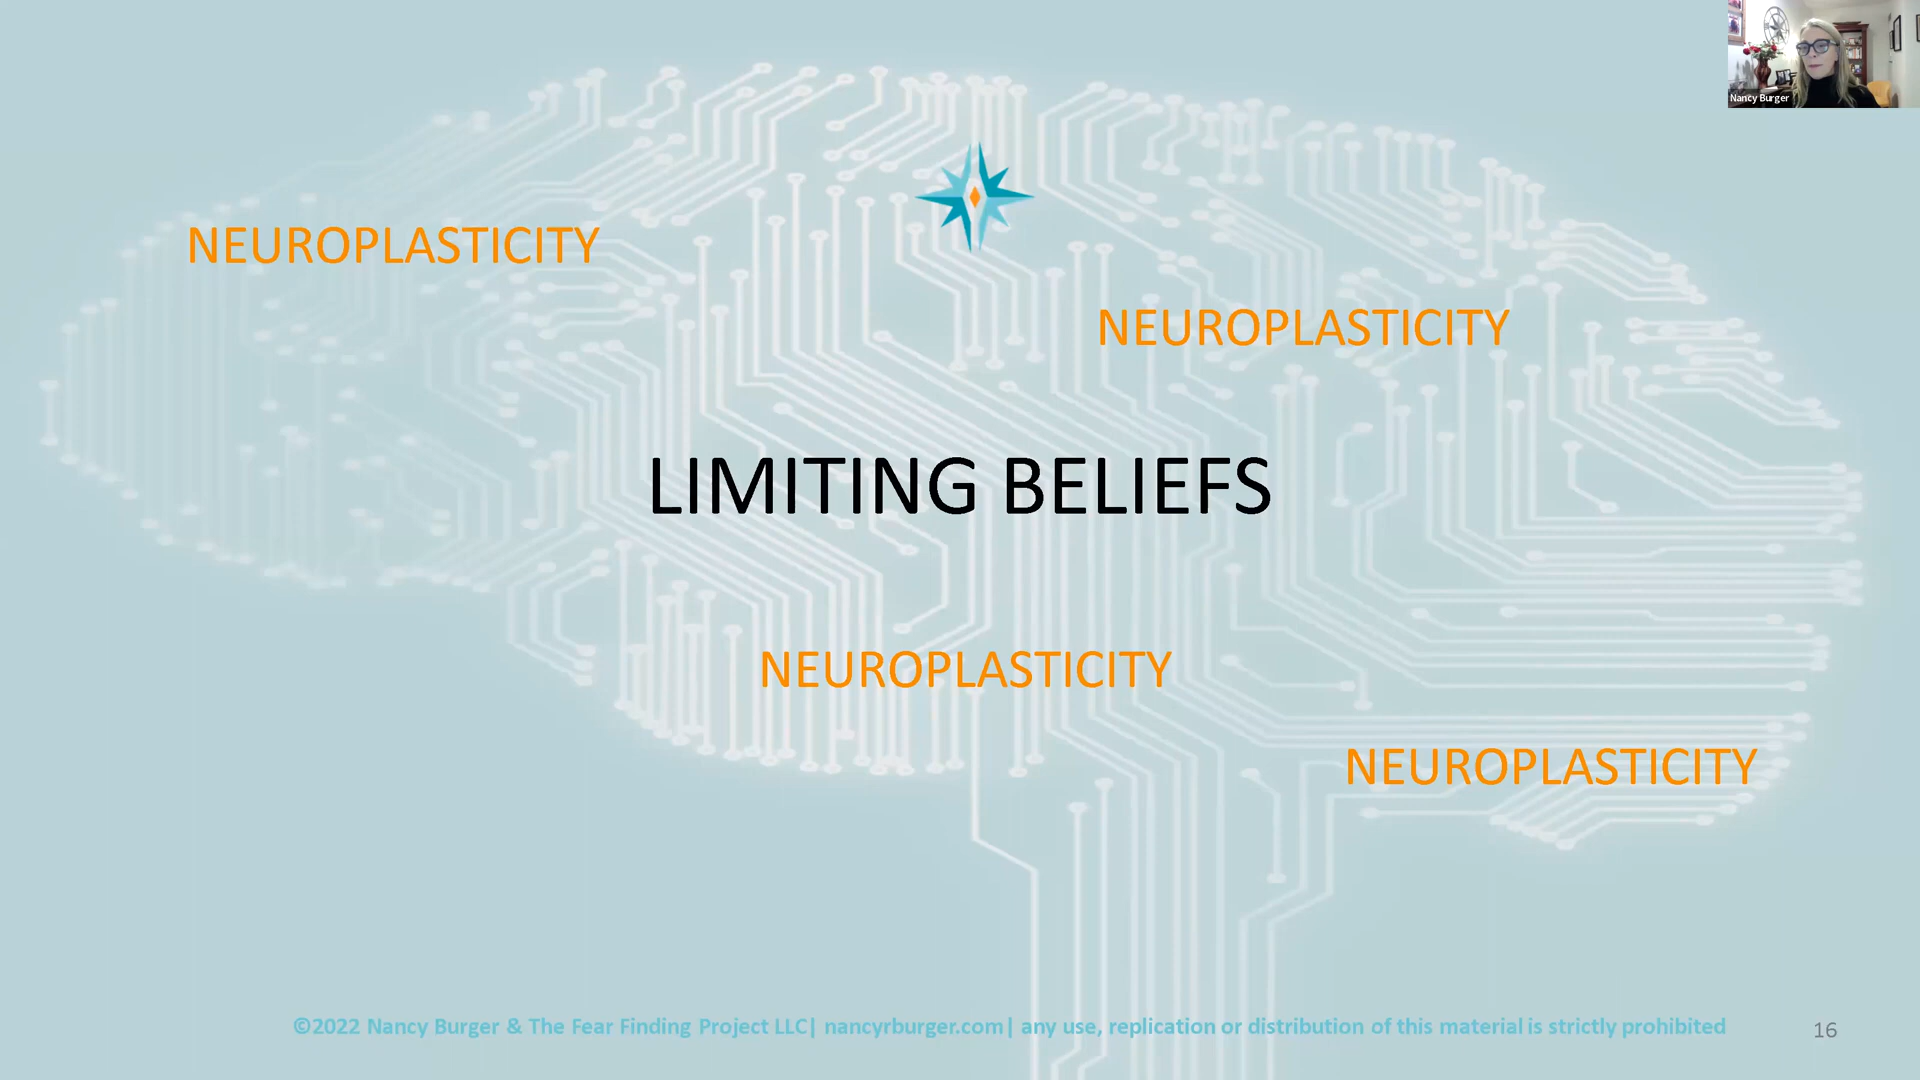 Nancy Burger
NEUROPLASTICITY
NEUROPLASTICITY
LIMITING BELIEFS
NEUROPLASTICITY
NEUROPLASTICITY
©2022 Nancy Burger & The Fear Finding Project LLC| nancyrburger.com| any use, replication or distribution of this material is strictly prohibited
16